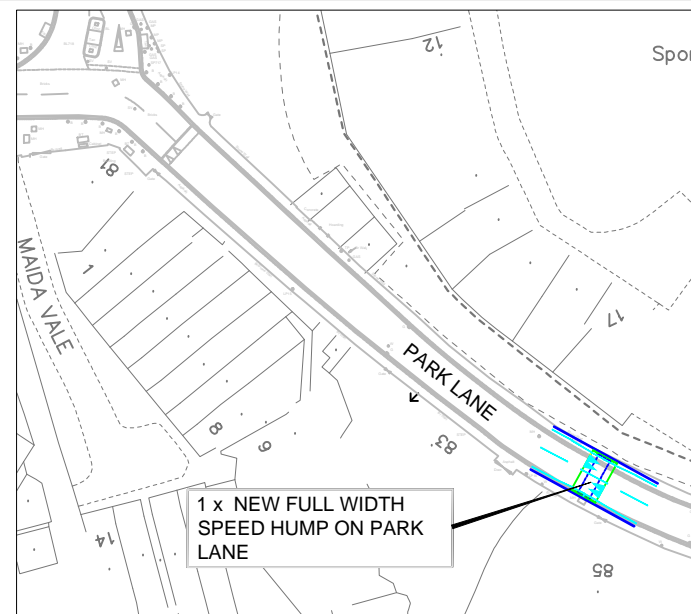 12
Spor
81
MAIDA VALE
1
PARK LANE
17
8
9
83
1 x NEW FULL WIDTH
SPEED HUMP ON PARK
LANE
14
85